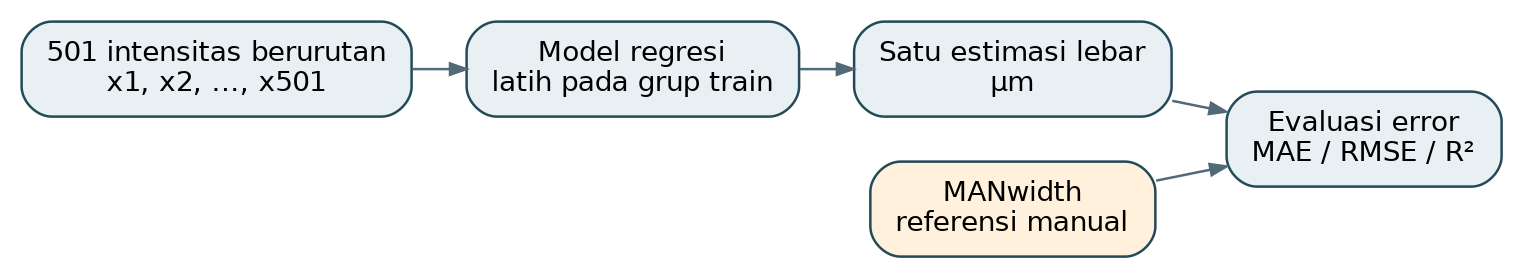 501 intensitas berurutan
x1, x2, ..., x501
Model regresi
latih pada grup train
Satu estimasi lebar
µm
Evaluasi error
MAE / RMSE / R²
MANwidth
referensi manual